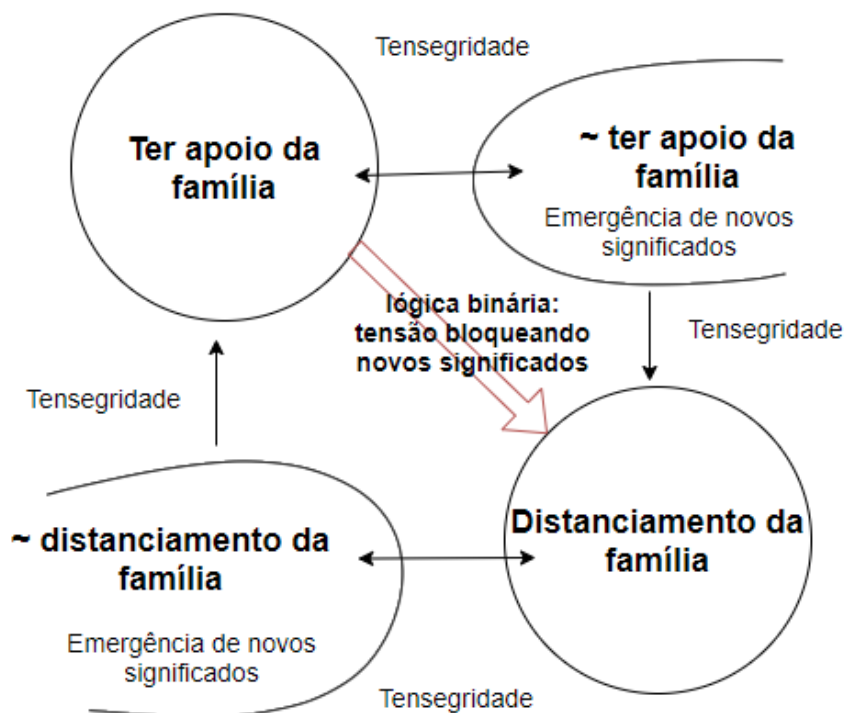 Tensegridade
Ter apoio da
família
~ ter apoio da
família
Emergência de novos
significados
lógica binária:
tensão bloqueando
novos significados
Tensegridade
Tensegridade
~ distanciamento da
família
Emergência de novos
significados
Distanciamento da
família
Tensegridade